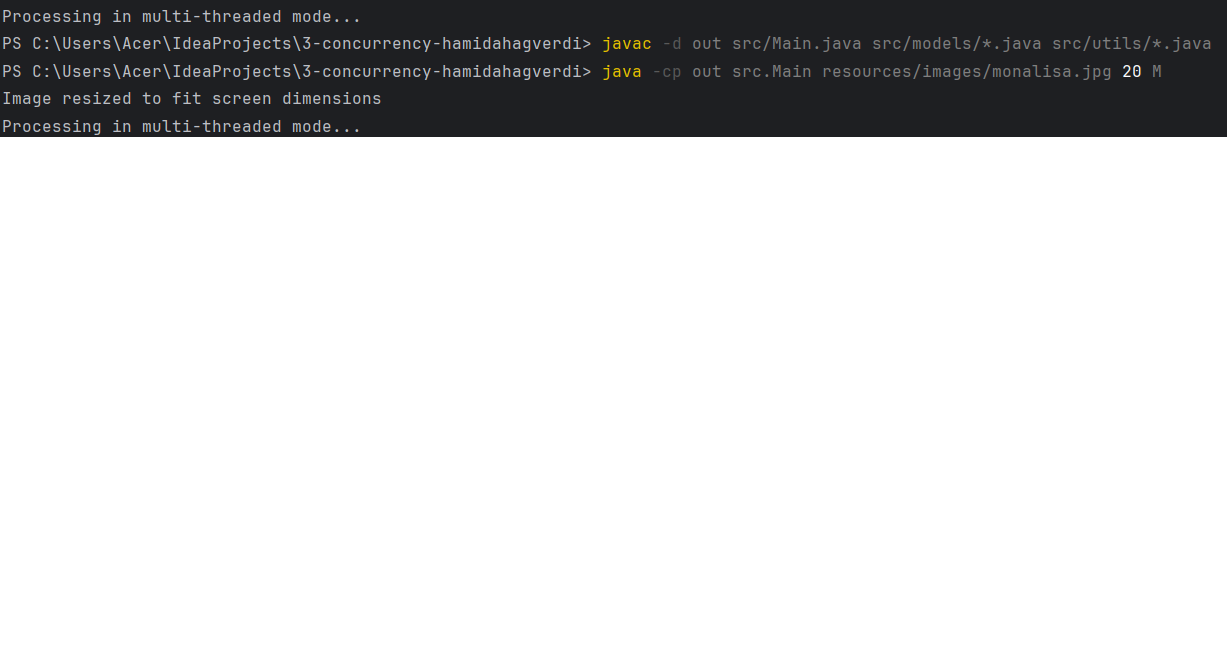 Processing in multi-threaded mode...
PS C:\Users\Acer\IdeaProjects\3-concurrency-hamidahagverdi> javac -d out src/Main.java src/models/*.java src/utils/*.java
PS C:\Users\Acer\IdeaProjects\3-concurrency-hamidahagverdi> java -cp out src.Main resources/images/monalisa.jpg 20 M
Image resized to fit screen dimensions
Processing in multi-threaded mode...